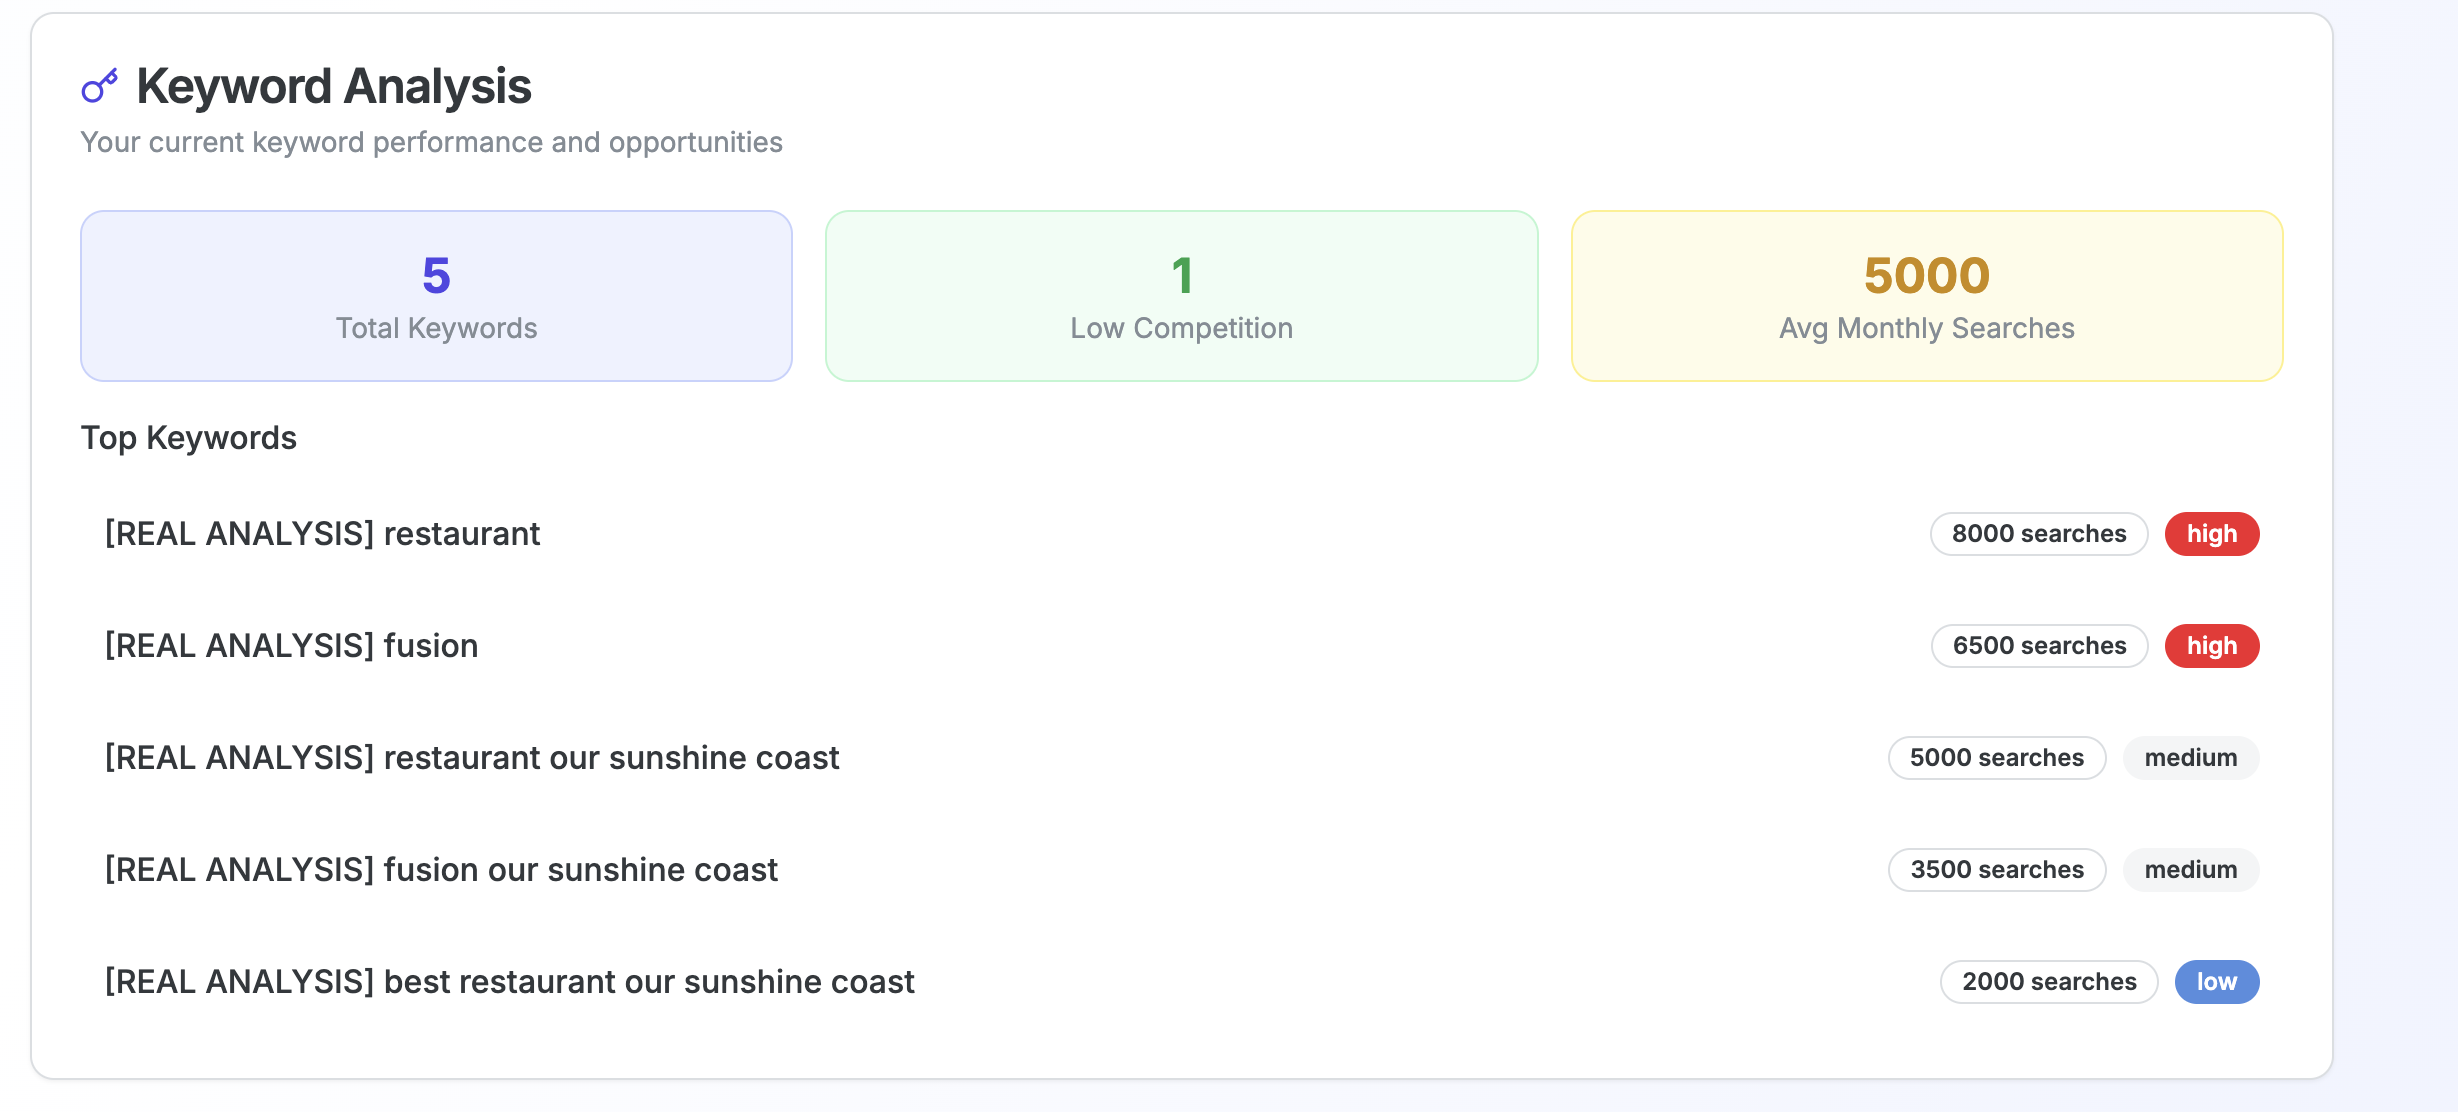 Keyword Analysis
Your current keyword performance and opportunities
5
Total Keywords
1
Low Competition
5000
Avg Monthly Searches
Top Keywords
[REAL ANALYSIS] restaurant 8000 searches high
[REAL ANALYSIS] fusion 6500 searches high
[REAL ANALYSIS] restaurant our sunshine coast 5000 searches medium
[REAL ANALYSIS] fusion our sunshine coast 3500 searches medium
[REAL ANALYSIS] best restaurant our sunshine coast 2000 searches low